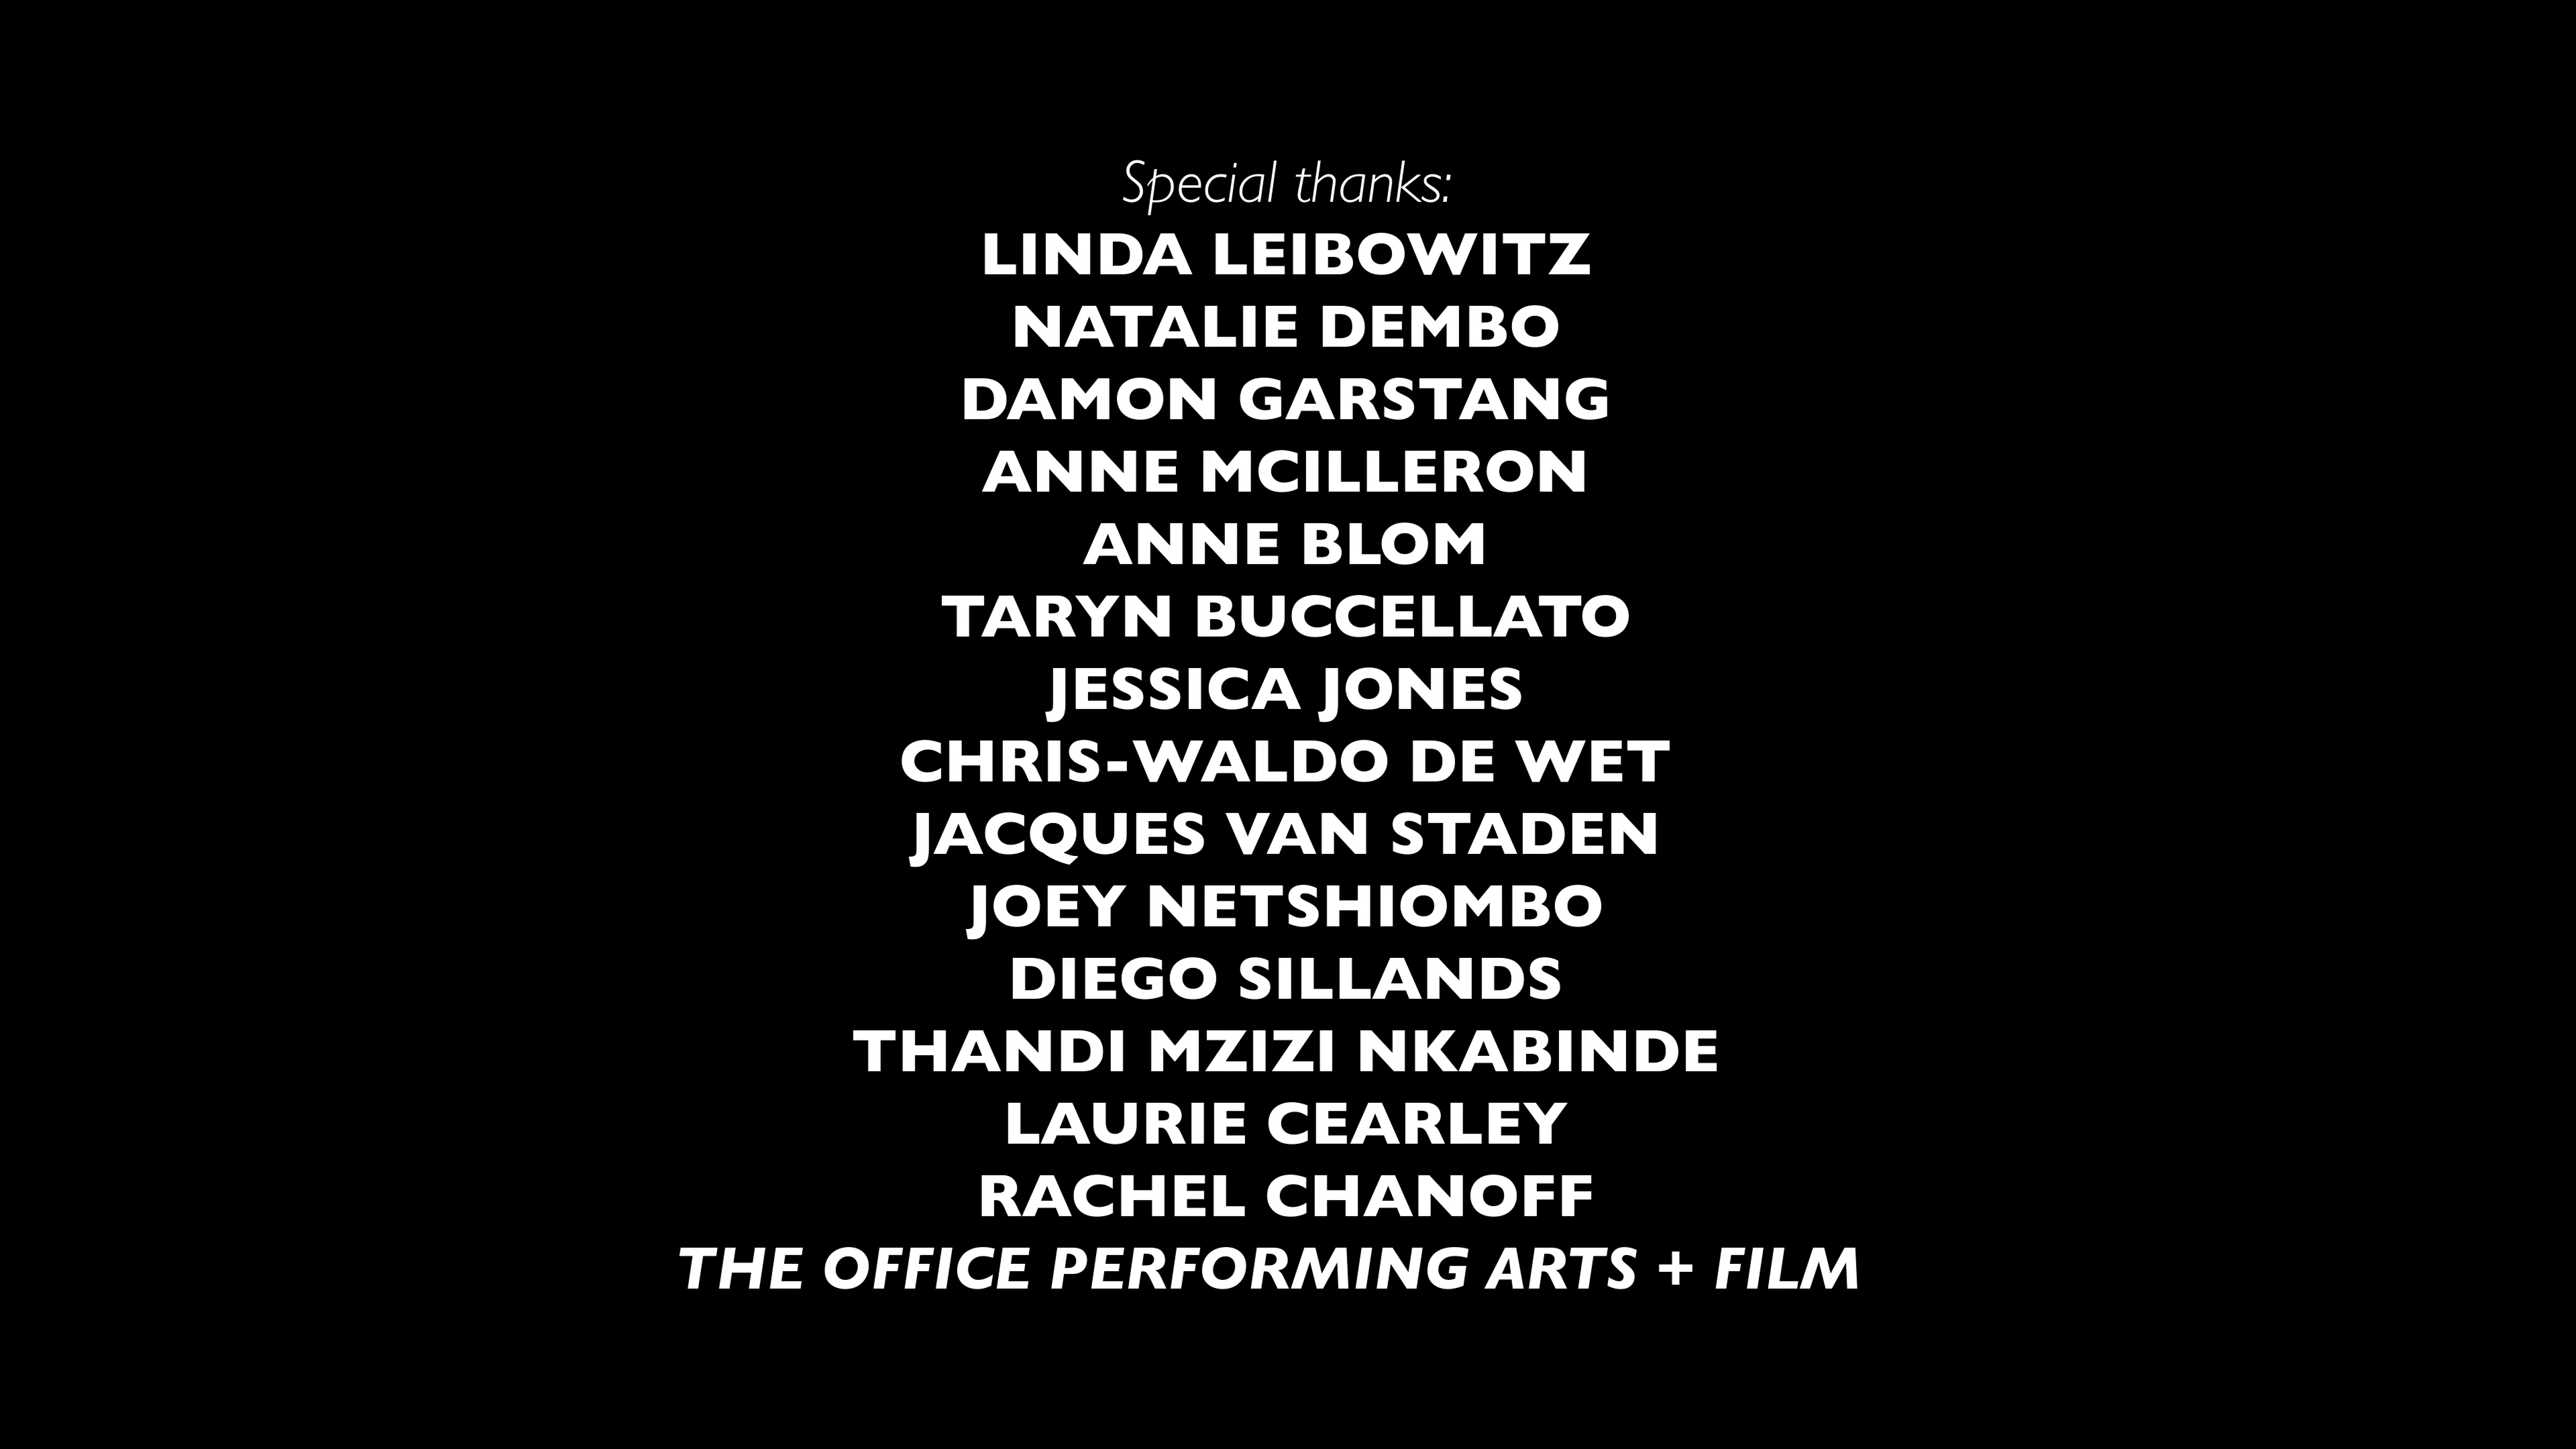 Special thanks:
LINDA LEIBOWITZ
NATALIE DEMBO
DAMON GARSTANG
ANNE MCILLERON
ANNE BLOM
TARYN BUCCELLATO
JESSICA JONES
CHRIS-WALDO DE WET
JACQUES VAN STADEN
JOEY NETSHIOMBO
DIEGO SILLANDS
THANDI MZIZI NKABINDE
LAURIE CEARLEY
RACHEL CHANOFF
THE OFFICE PERFORMING ARTS + FILM